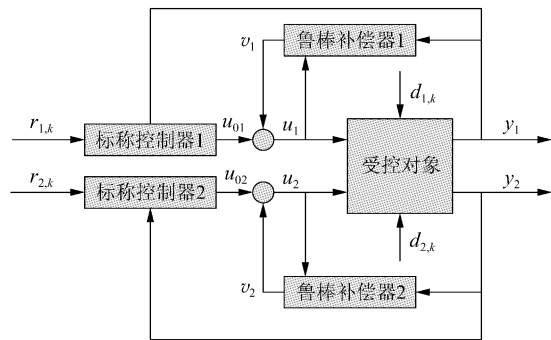 鲁棒补偿器1
v₁
d₁,ₖ
r₁,ₖ
标称控制器1
u₀₁
u₁
y₁
受控对象
r₂,ₖ
标称控制器2
u₀₂
u₂
y₂
d₂,ₖ
v₂
鲁棒补偿器2